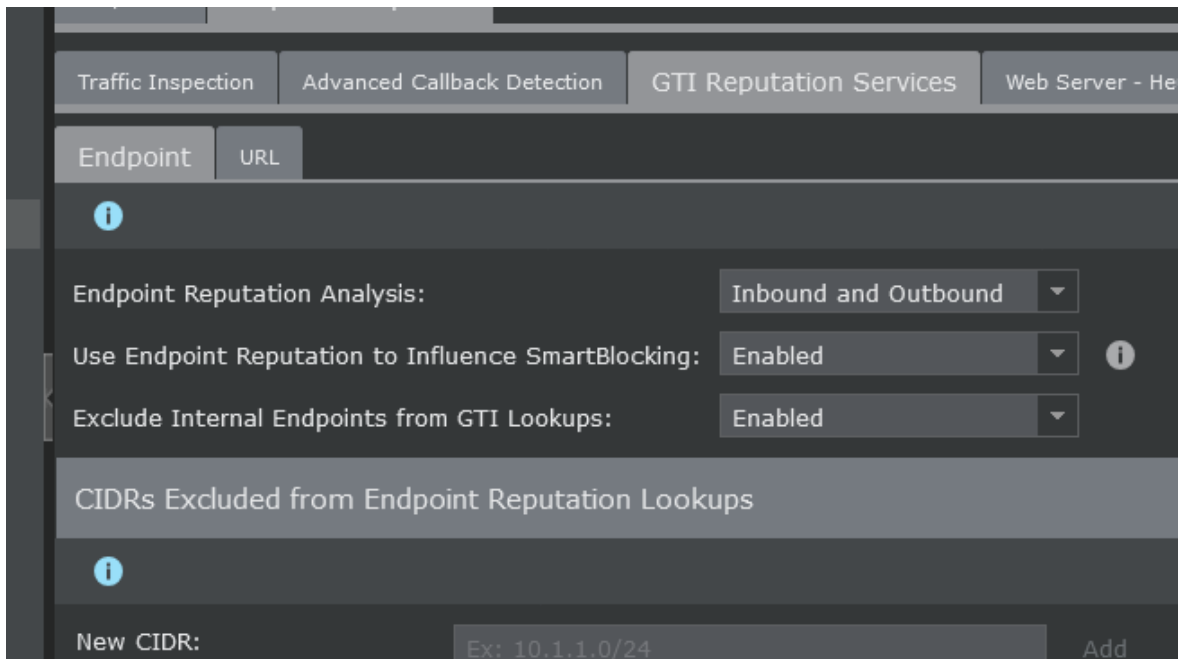 Traffic Inspection Advanced Callback Detection GTI Reputation Services Web Server - He
Endpoint URL
Endpoint Reputation Analysis: Inbound and Outbound
Use Endpoint Reputation to Influence SmartBlocking: Enabled
Exclude Internal Endpoints from GTI Lookups: Enabled
CIDRs Excluded from Endpoint Reputation Lookups
New CIDR: Ex: 10.1.1.0/24 Add